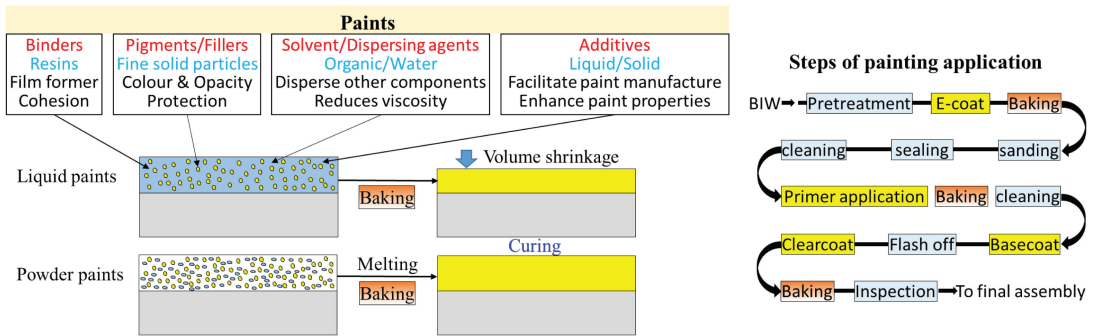 Paints
Binders
Resins
Film former
Cohesion
Pigments/Fillers
Fine solid particles
Colour & Opacity
Protection
Solvent/Dispersing agents
Organic/Water
Disperse other components
Reduces viscosity
Additives
Liquid/Solid
Facilitate paint manufacture
Enhance paint properties
Liquid paints
Baking
Volume shrinkage
Powder paints
Melting
Baking
Curing
Steps of painting application
BIW Pretreatment E-coat Baking
cleaning sealing sanding
Primer application Baking cleaning
Clearcoat Flash off Basecoat
Baking Inspection To final assembly